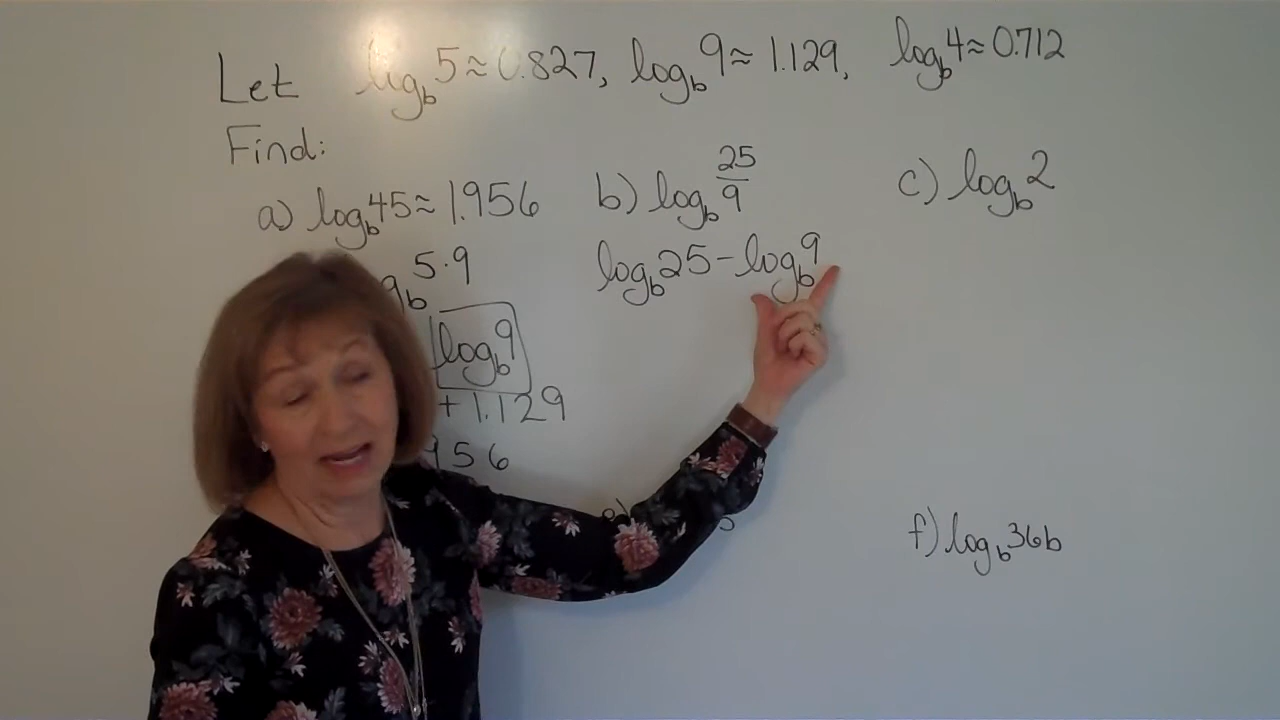 Let log_b 5 ≈ 0.827, log_b 9 ≈ 1.129, log_b 4 ≈ 0.712
Find:
a) log_b 45 ≈ 1.956
b) log_b 25/9
c) log_b 2
g_b 5·9
log_b 25 - log_b 9
log_b 9
+ 1.129
956
e)
f) log_b 36b